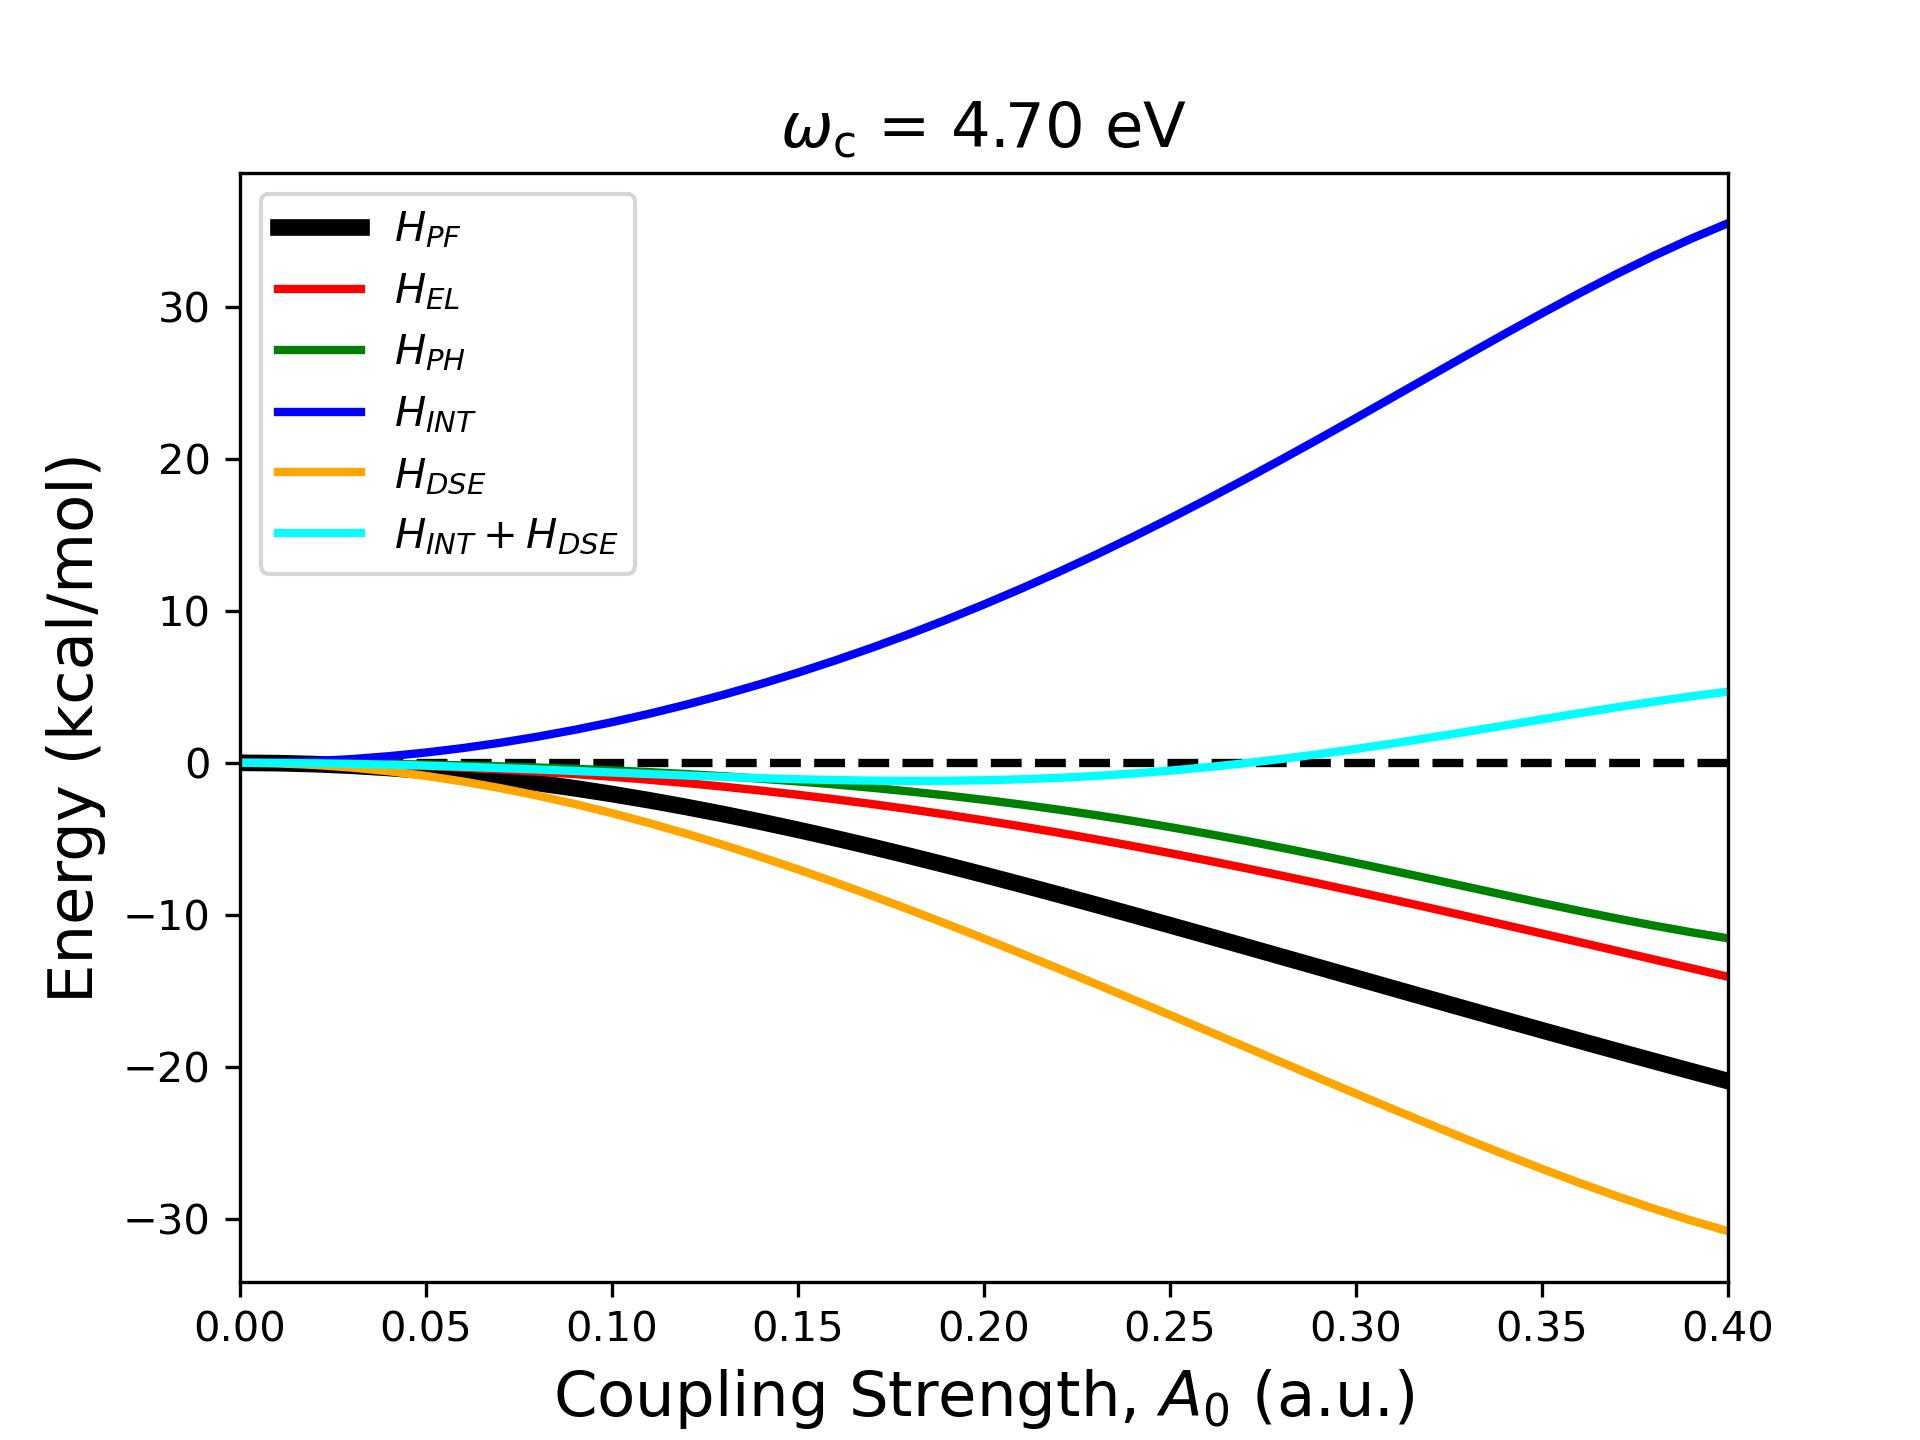 ω_c = 4.70 eV
H_PF
H_EL
H_PH
H_INT
H_DSE
H_INT + H_DSE
Energy (kcal/mol)
30
20
10
0
−10
−20
−30
0.00 0.05 0.10 0.15 0.20 0.25 0.30 0.35 0.40
Coupling Strength, A_0 (a.u.)